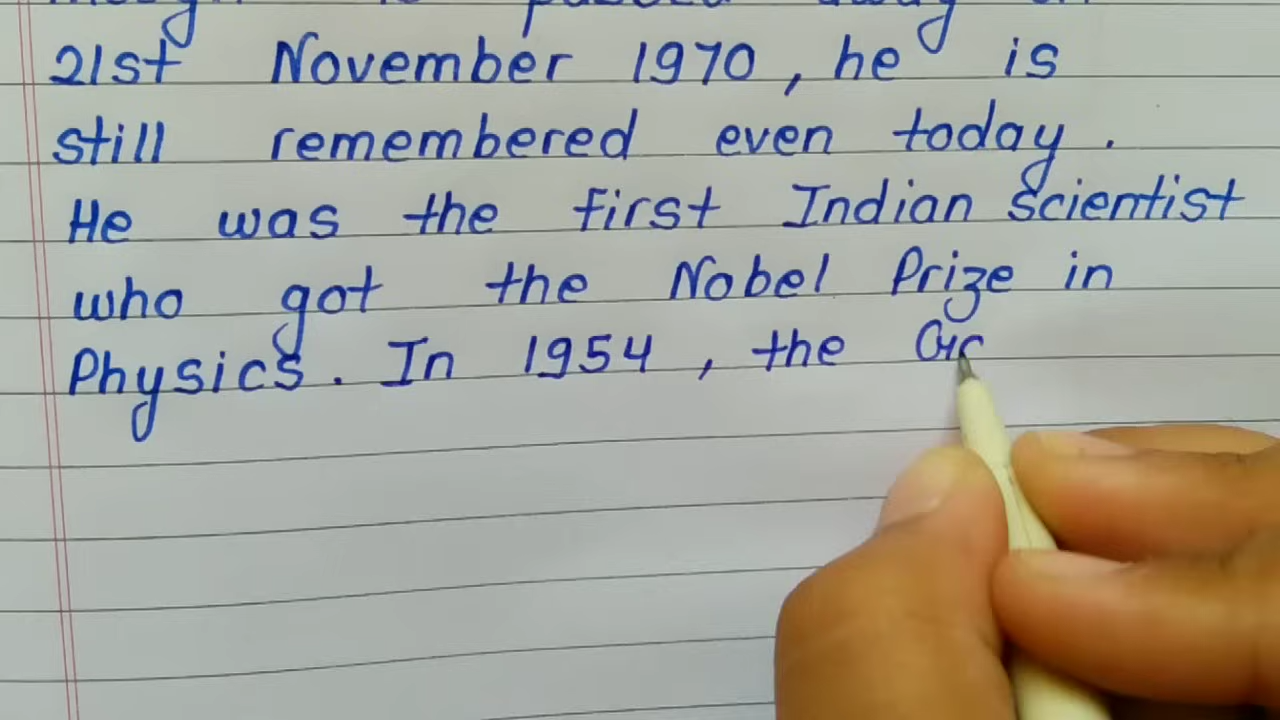 21st November 1970, he is
still remembered even today.
He was the first Indian Scientist
who got the Nobel Prize in
Physics. In 1954, the